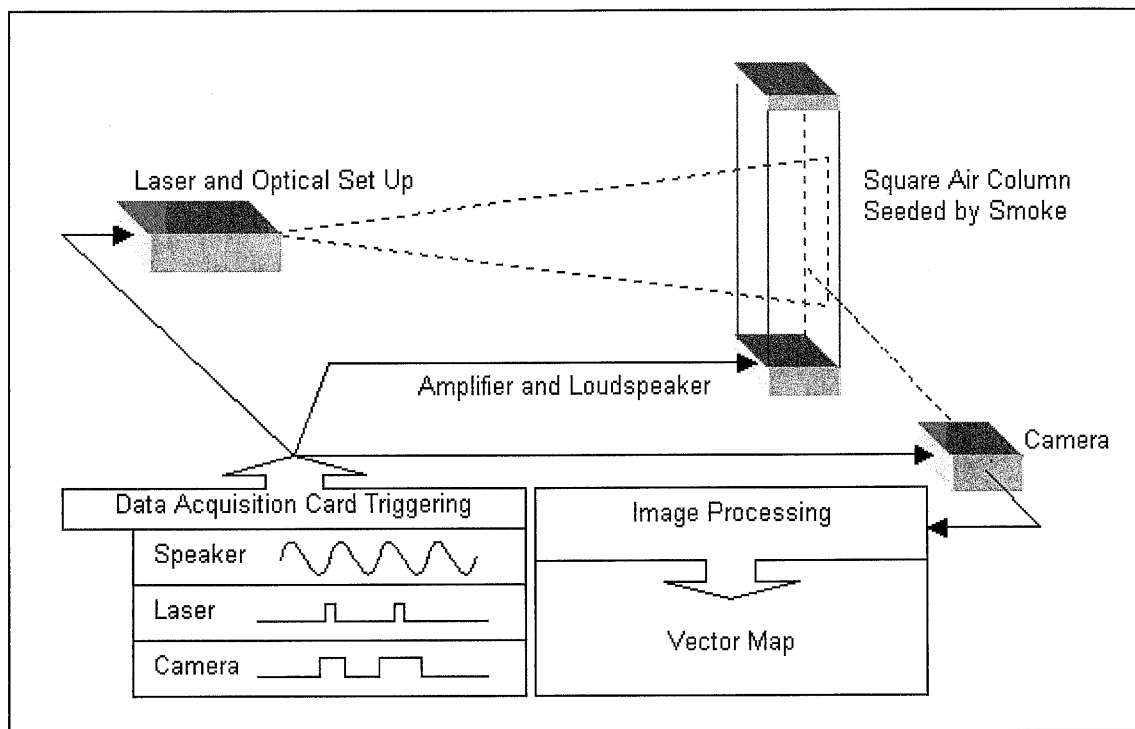 Laser and Optical Set Up
Square Air Column
Seeded by Smoke
Amplifier and Loudspeaker
Camera
Data Acquisition Card Triggering
Speaker
Laser
Camera
Image Processing
Vector Map